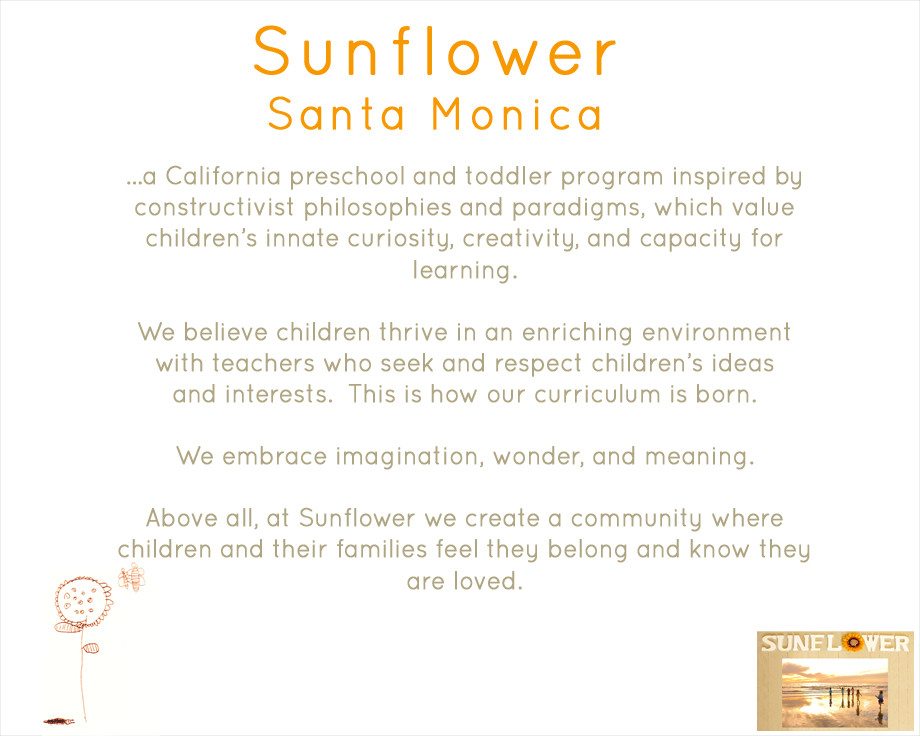 Sunflower
Santa Monica
...a California preschool and toddler program inspired by
constructivist philosophies and paradigms, which value
children's innate curiosity, creativity, and capacity for
learning.
We believe children thrive in an enriching environment
with teachers who seek and respect children's ideas
and interests.  This is how our curriculum is born.
We embrace imagination, wonder, and meaning.
Above all, at Sunflower we create a community where
children and their families feel they belong and know they
are loved.
SUNFLOWER